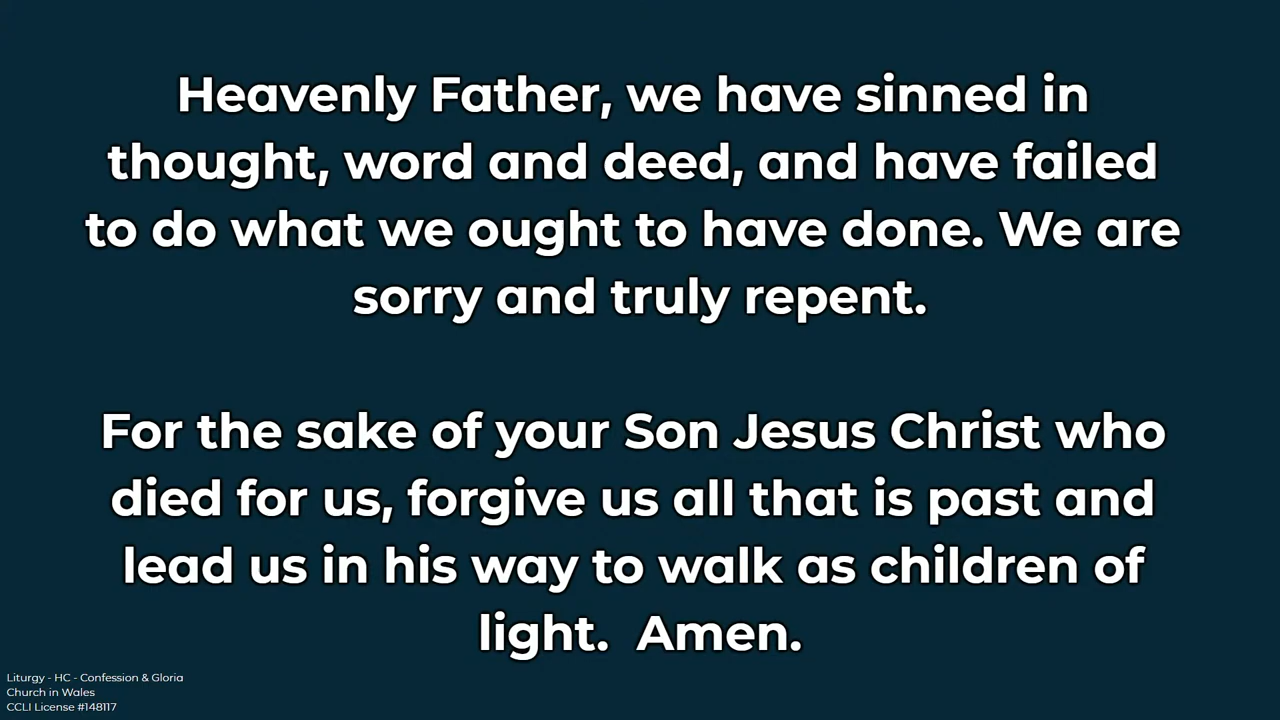 Heavenly Father, we have sinned in
thought, word and deed, and have failed
to do what we ought to have done. We are
sorry and truly repent.
For the sake of your Son Jesus Christ who
died for us, forgive us all that is past and
lead us in his way to walk as children of
light.  Amen.
Liturgy - HC - Confession & Gloria
Church in Wales
CCLI License #148117